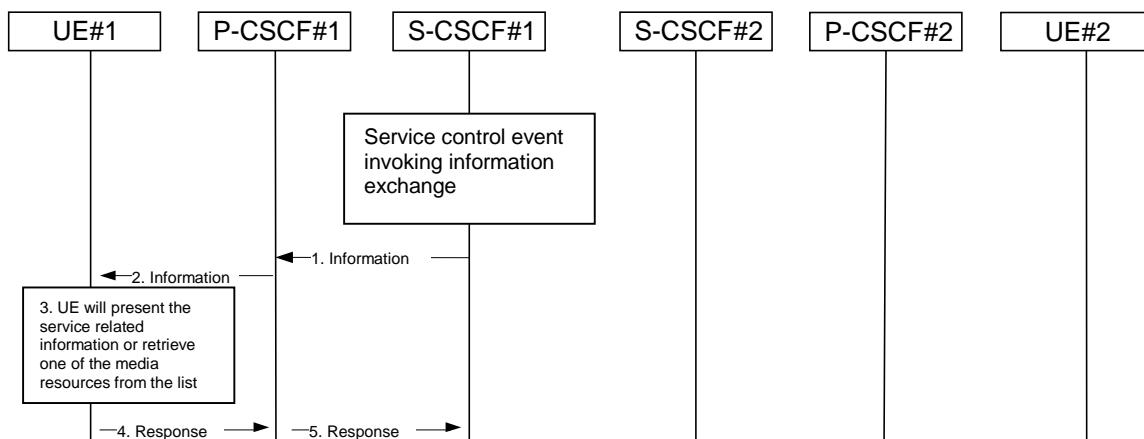 UE#1
P-CSCF#1
S-CSCF#1
S-CSCF#2
P-CSCF#2
UE#2
Service control event
invoking information
exchange
1. Information
2. Information
3. UE will present the
service related
information or retrieve
one of the media
resources from the list
4. Response
5. Response